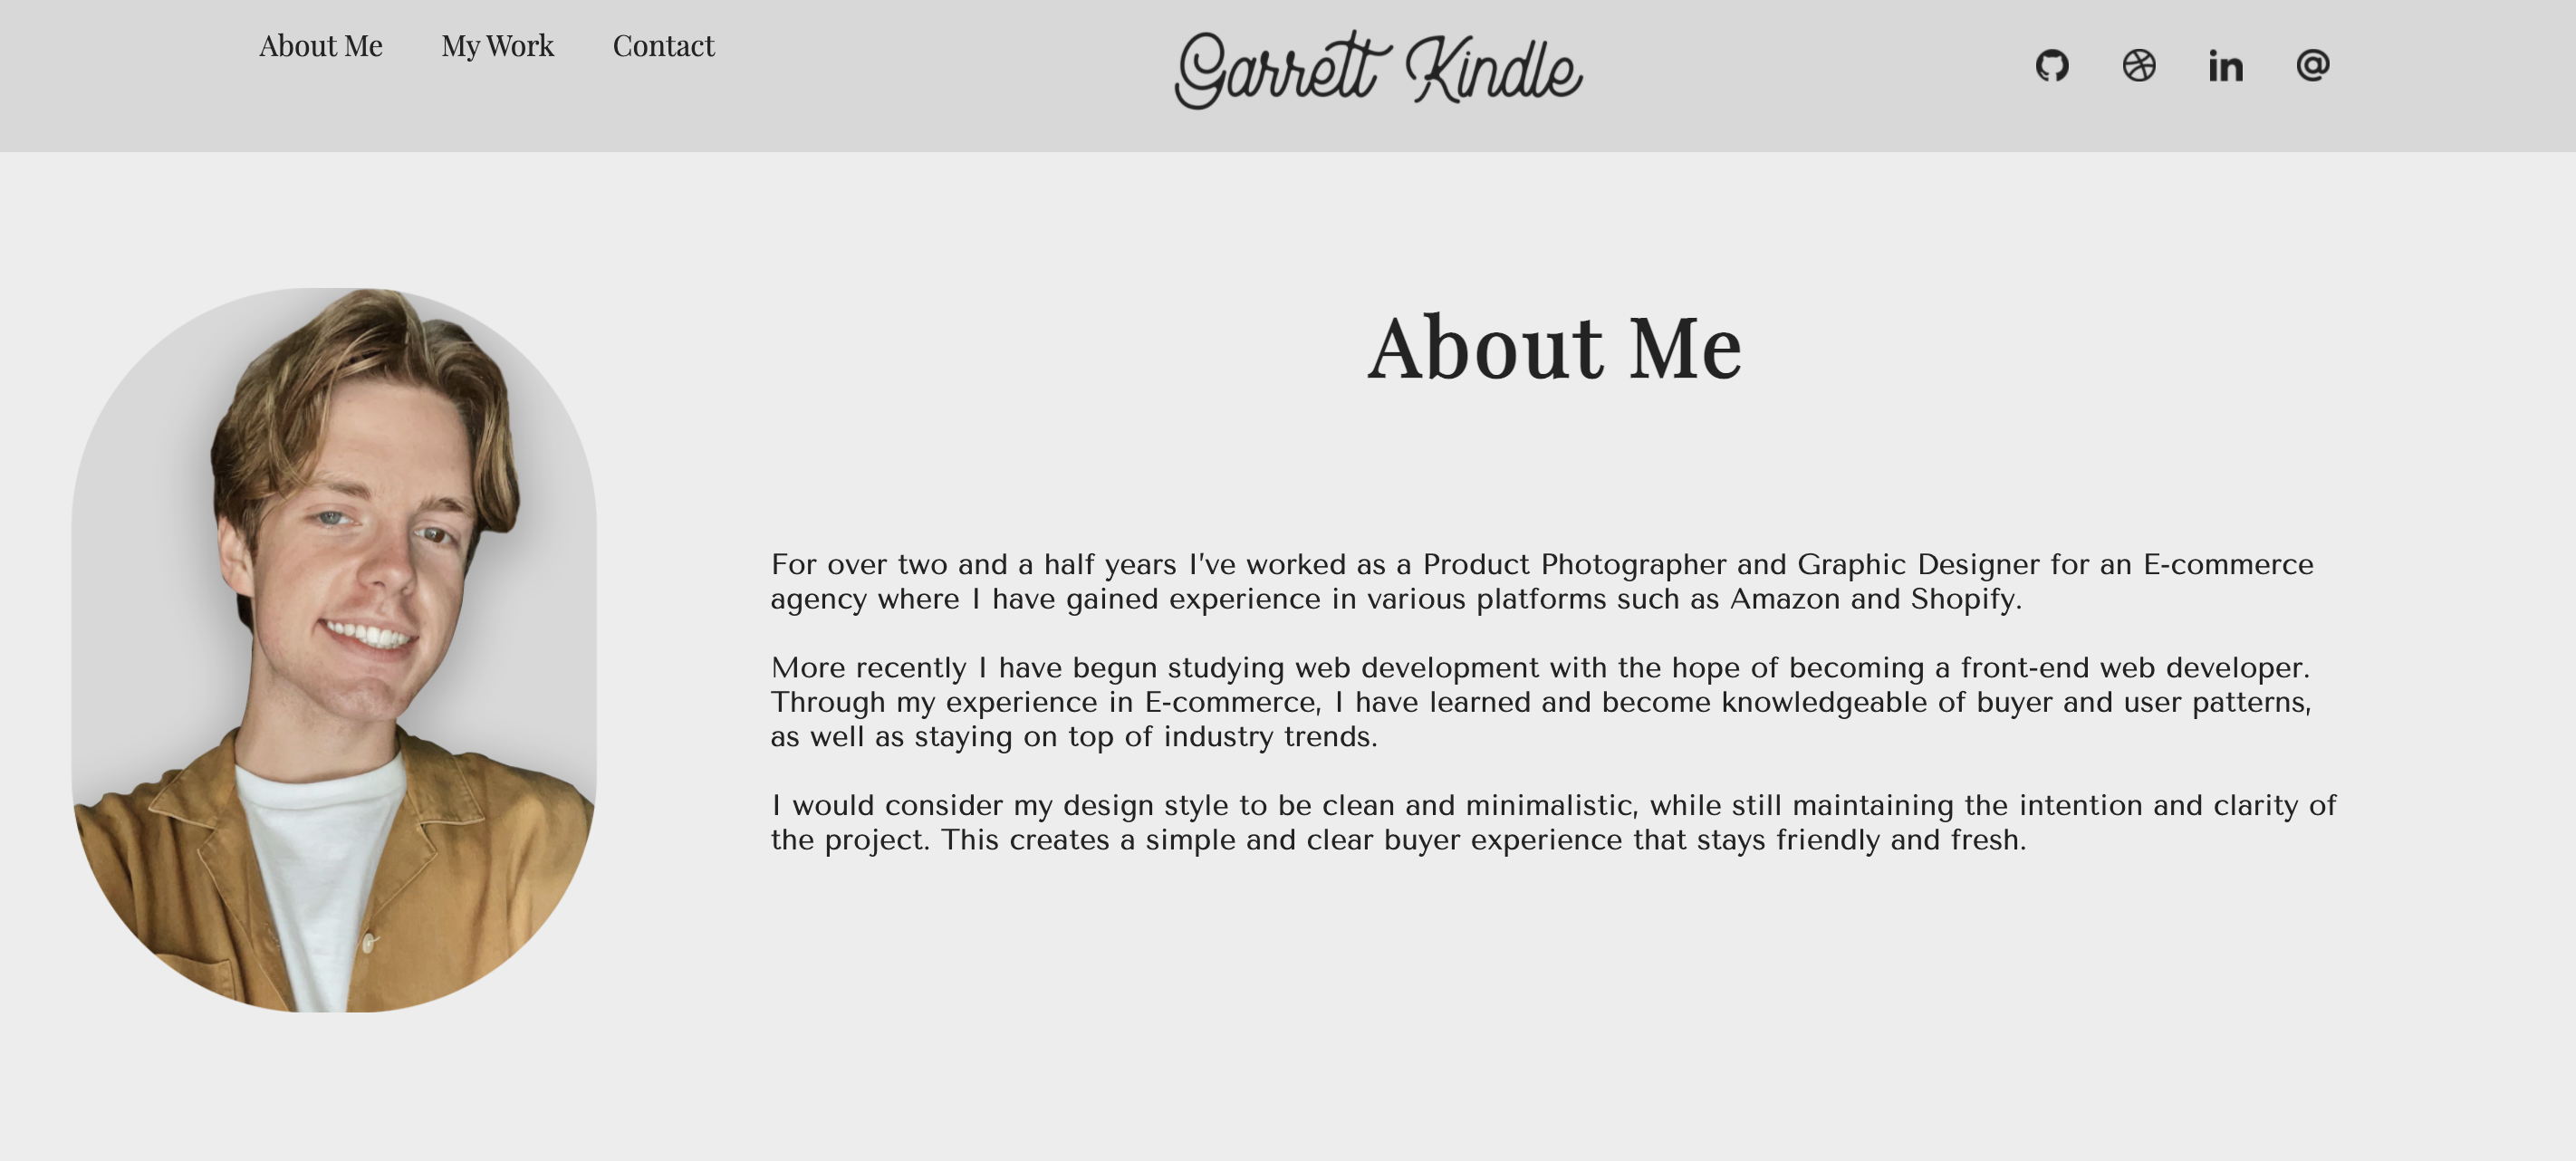 About Me My Work Contact
Garrett Kindle
About Me
For over two and a half years I’ve worked as a Product Photographer and Graphic Designer for an E-commerce
agency where I have gained experience in various platforms such as Amazon and Shopify.
More recently I have begun studying web development with the hope of becoming a front-end web developer.
Through my experience in E-commerce, I have learned and become knowledgeable of buyer and user patterns,
as well as staying on top of industry trends.
I would consider my design style to be clean and minimalistic, while still maintaining the intention and clarity of
the project. This creates a simple and clear buyer experience that stays friendly and fresh.